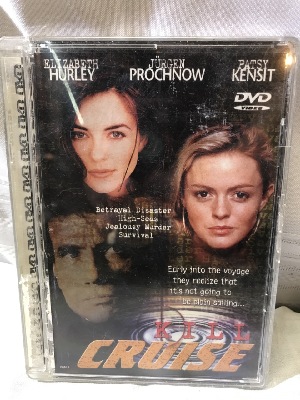 ELIZABETH HURLEY
JÜRGEN PROCHNOW
PATSY KENSIT
DVD
VIDEO
Betrayal Disaster
High-Seas
Jealousy Murder
Survival
Early into the voyage
they realize that
it's not going to
be plain sailing...
KILL
CRUISE